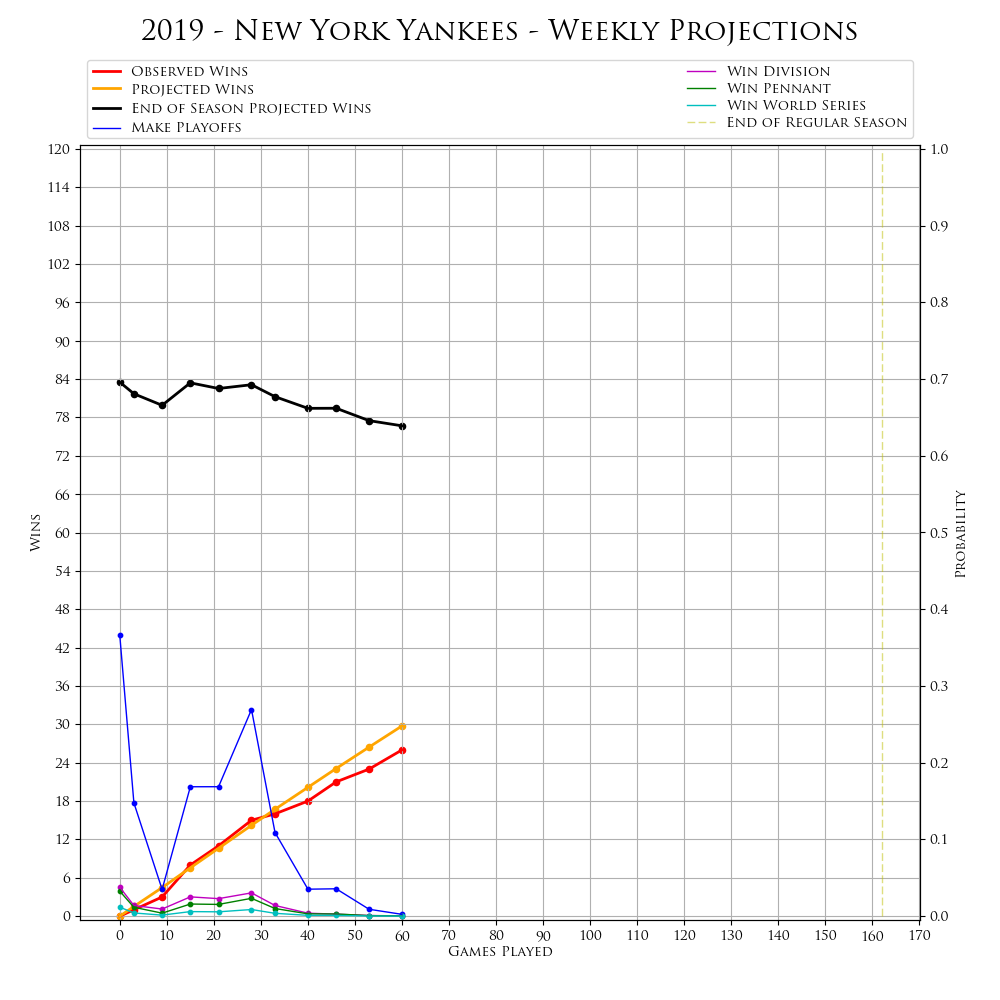 2019 - New York Yankees - Weekly Projections
Observed Wins
Projected Wins
End of Season Projected Wins
Make Playoffs
Win Division
Win Pennant
Win World Series
End of Regular Season
120
114
108
102
96
90
84
78
72
66
60
54
48
42
36
30
24
18
12
6
0
Wins
1.0
0.9
0.8
0.7
0.6
0.5
0.4
0.3
0.2
0.1
0.0
Probability
0 10 20 30 40 50 60 70 80 90 100 110 120 130 140 150 160 170
Games Played